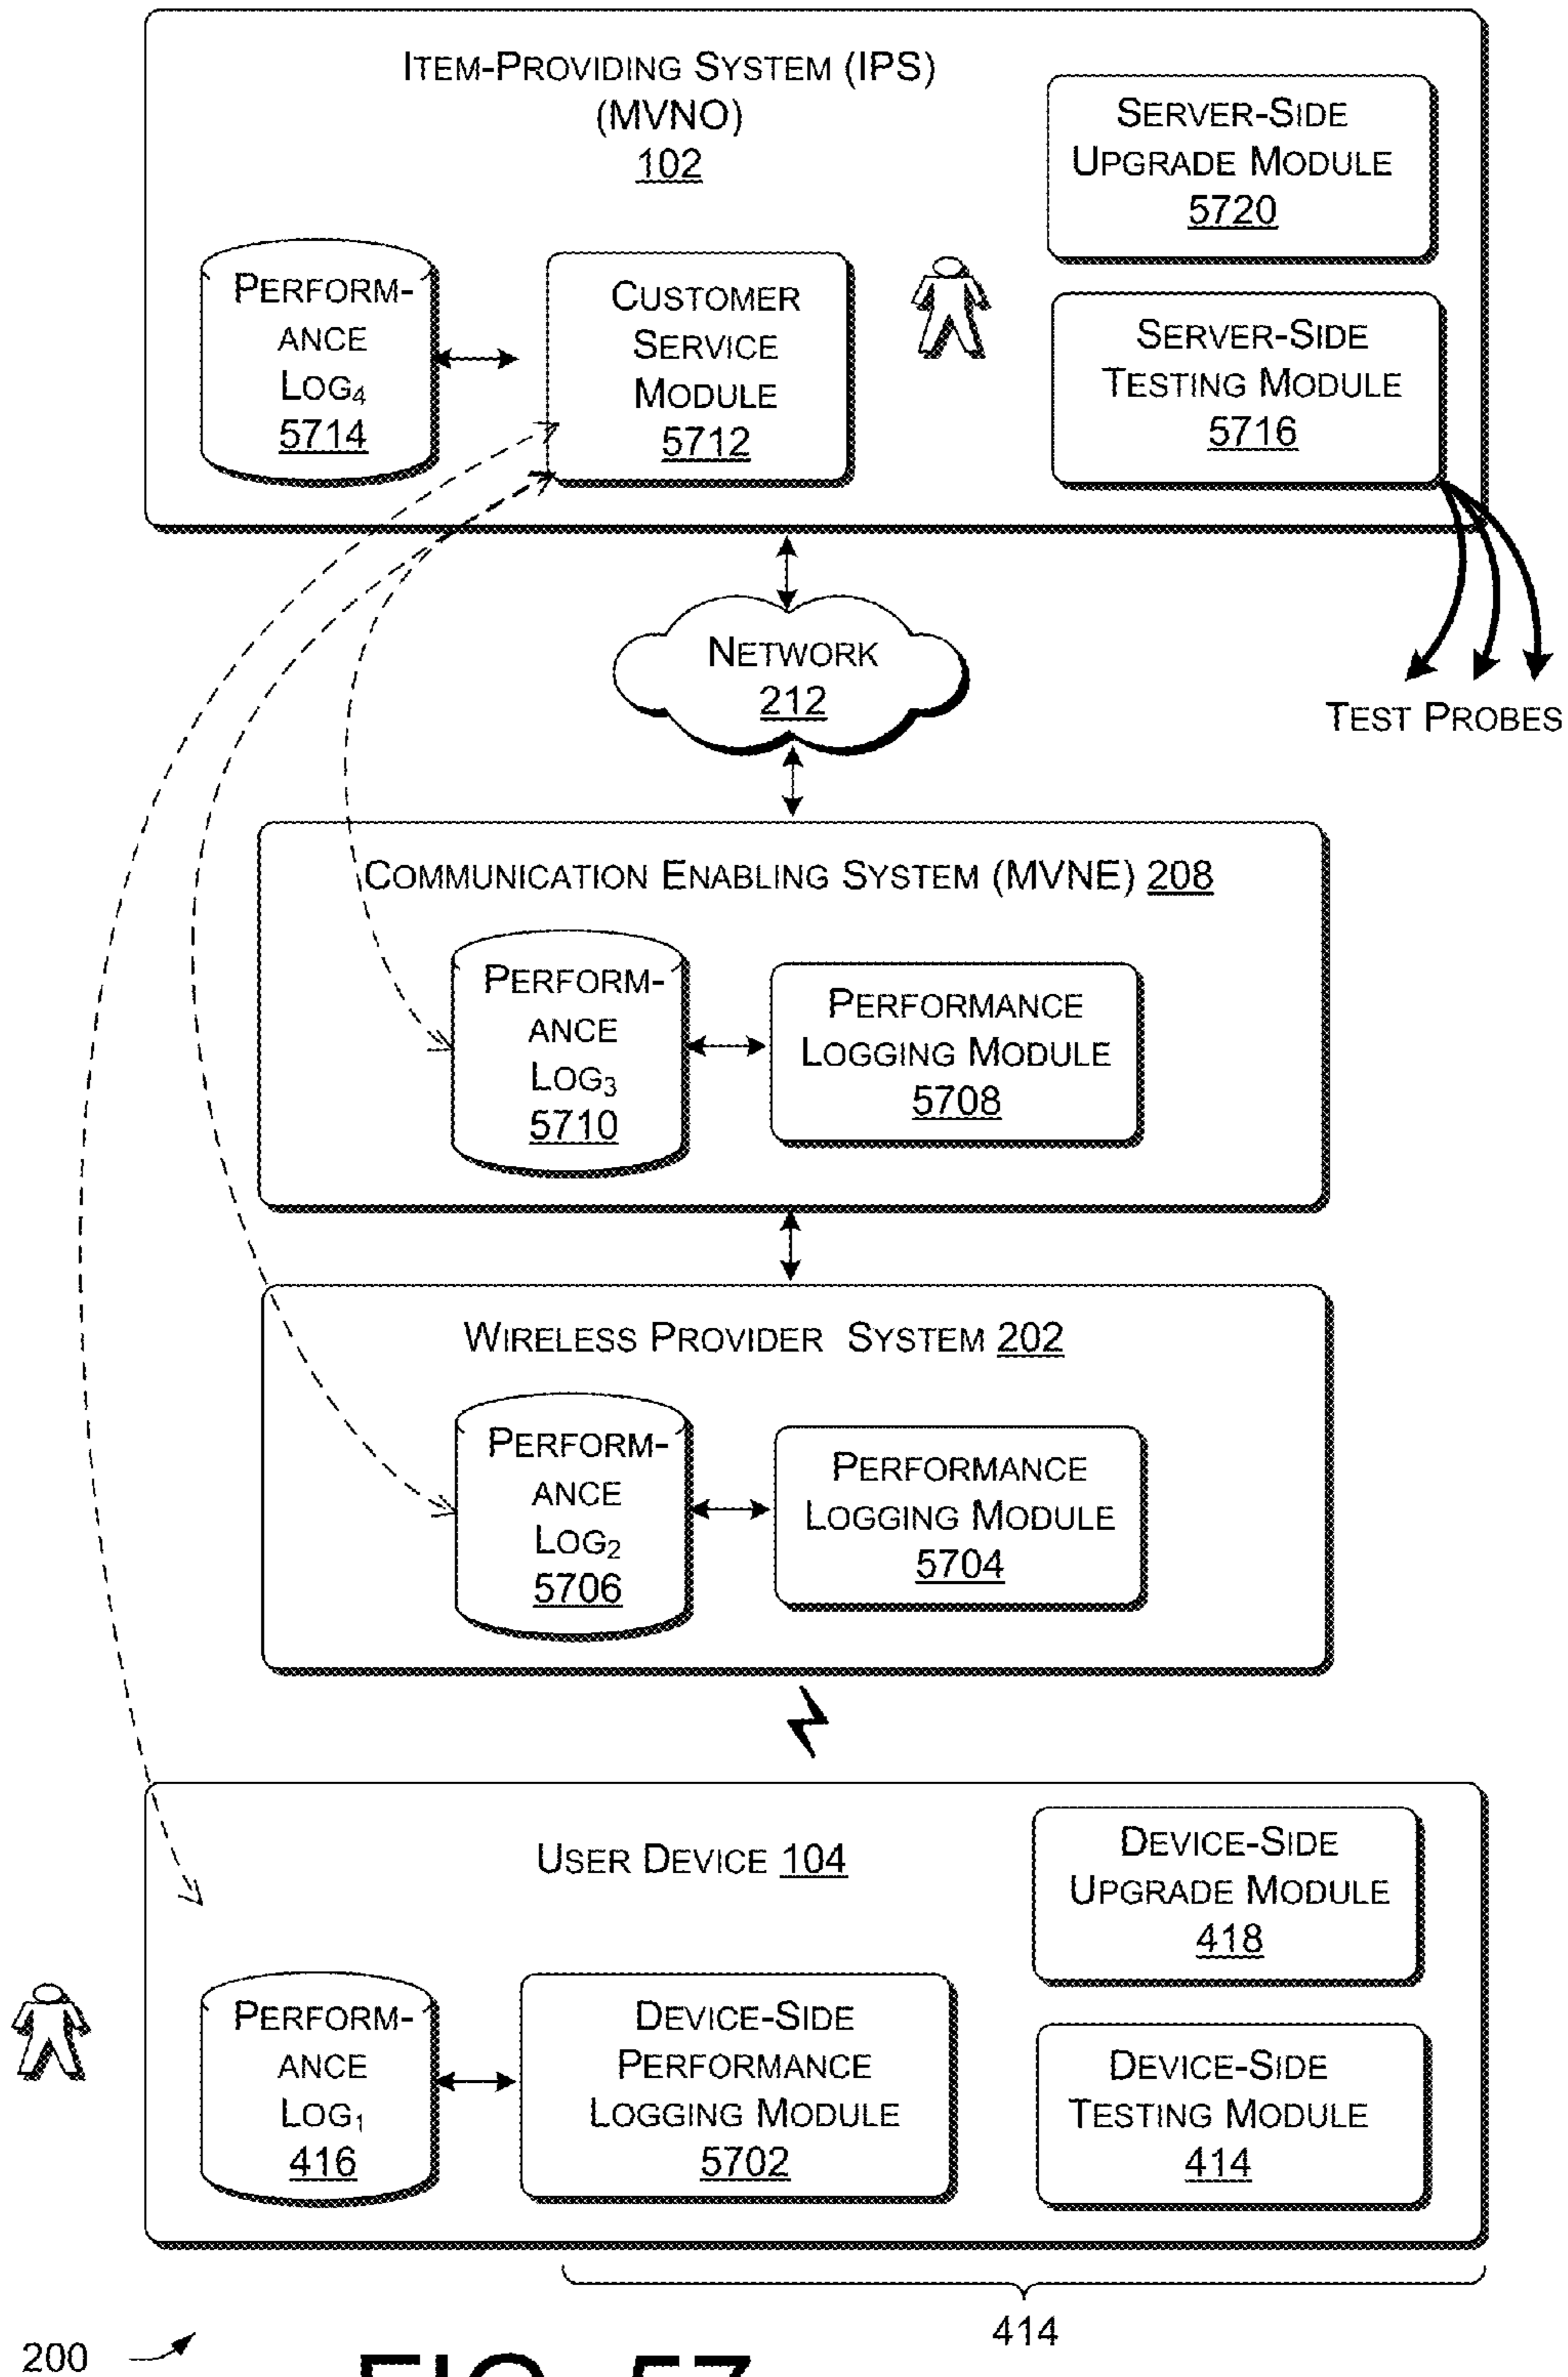 ITEM-PROVIDING SYSTEM (IPS)
(MVNO)
102
SERVER-SIDE
UPGRADE MODULE
5720
PERFORM-
ANCE
LOG4
5714
CUSTOMER
SERVICE
MODULE
5712
SERVER-SIDE
TESTING MODULE
5716
NETWORK
212
TEST PROBES
COMMUNICATION ENABLING SYSTEM (MVNE) 208
PERFORM-
ANCE
LOG3
5710
PERFORMANCE
LOGGING MODULE
5708
WIRELESS PROVIDER SYSTEM 202
PERFORM-
ANCE
LOG2
5706
PERFORMANCE
LOGGING MODULE
5704
USER DEVICE 104
DEVICE-SIDE
UPGRADE MODULE
418
PERFORM-
ANCE
LOG1
416
DEVICE-SIDE
PERFORMANCE
LOGGING MODULE
5702
DEVICE-SIDE
TESTING MODULE
414
414
200
FIG. 57